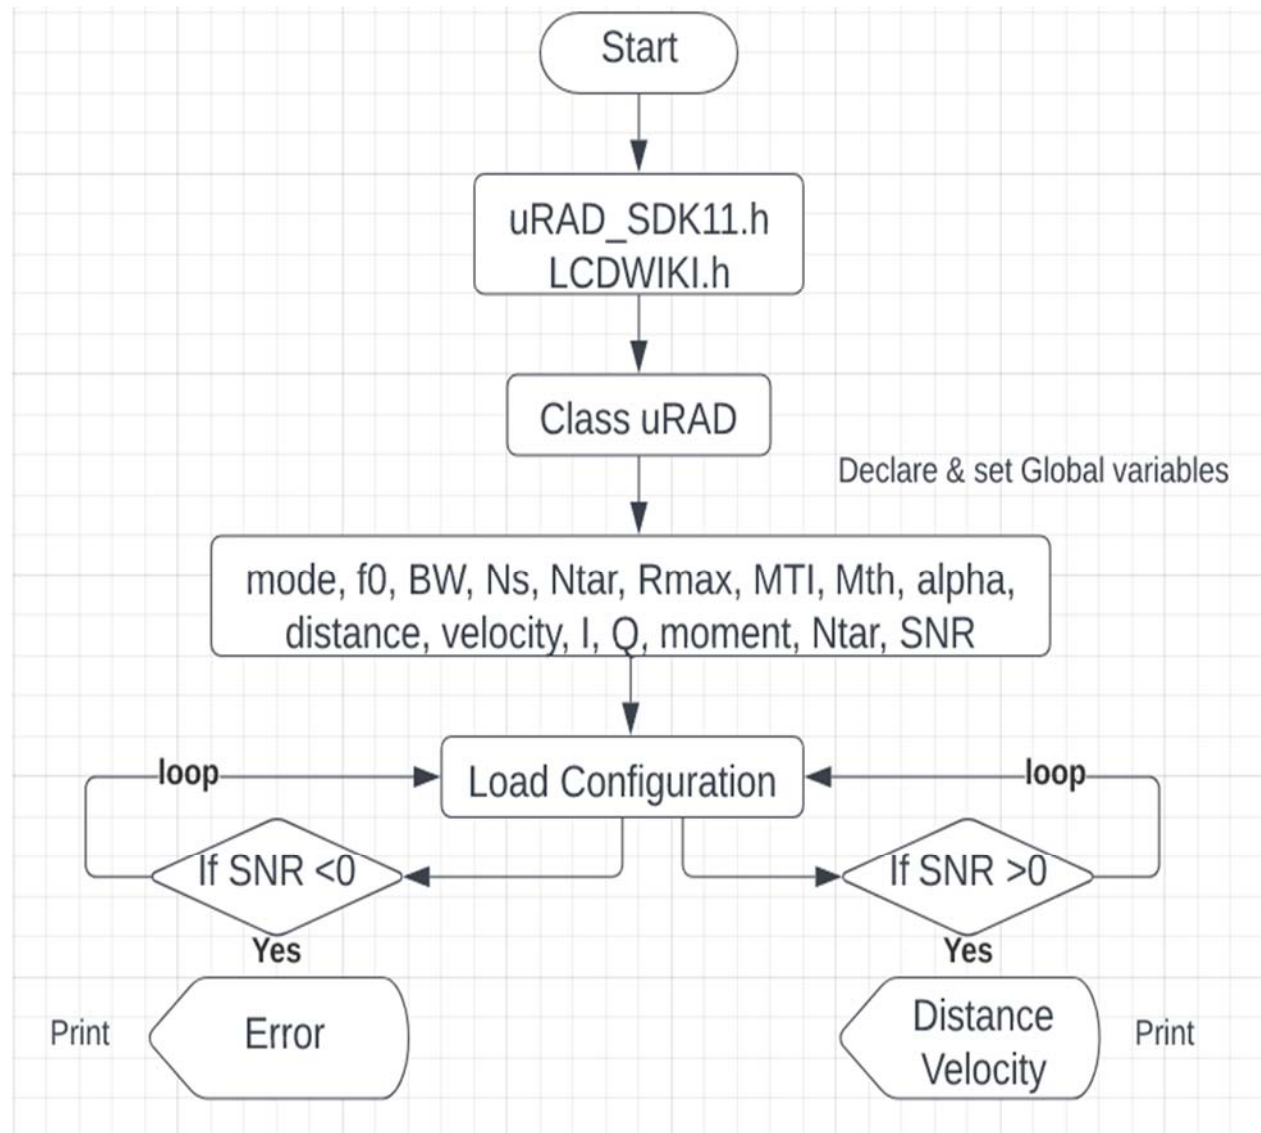 Start
uRAD_SDK11.h
LCDWIKI.h
Class uRAD
Declare & set Global variables
mode, f0, BW, Ns, Ntar, Rmax, MTI, Mth, alpha,
distance, velocity, I, Q, moment, Ntar, SNR
loop
Load Configuration
loop
If SNR <0
If SNR >0
Yes
Yes
Print
Error
Distance
Velocity
Print